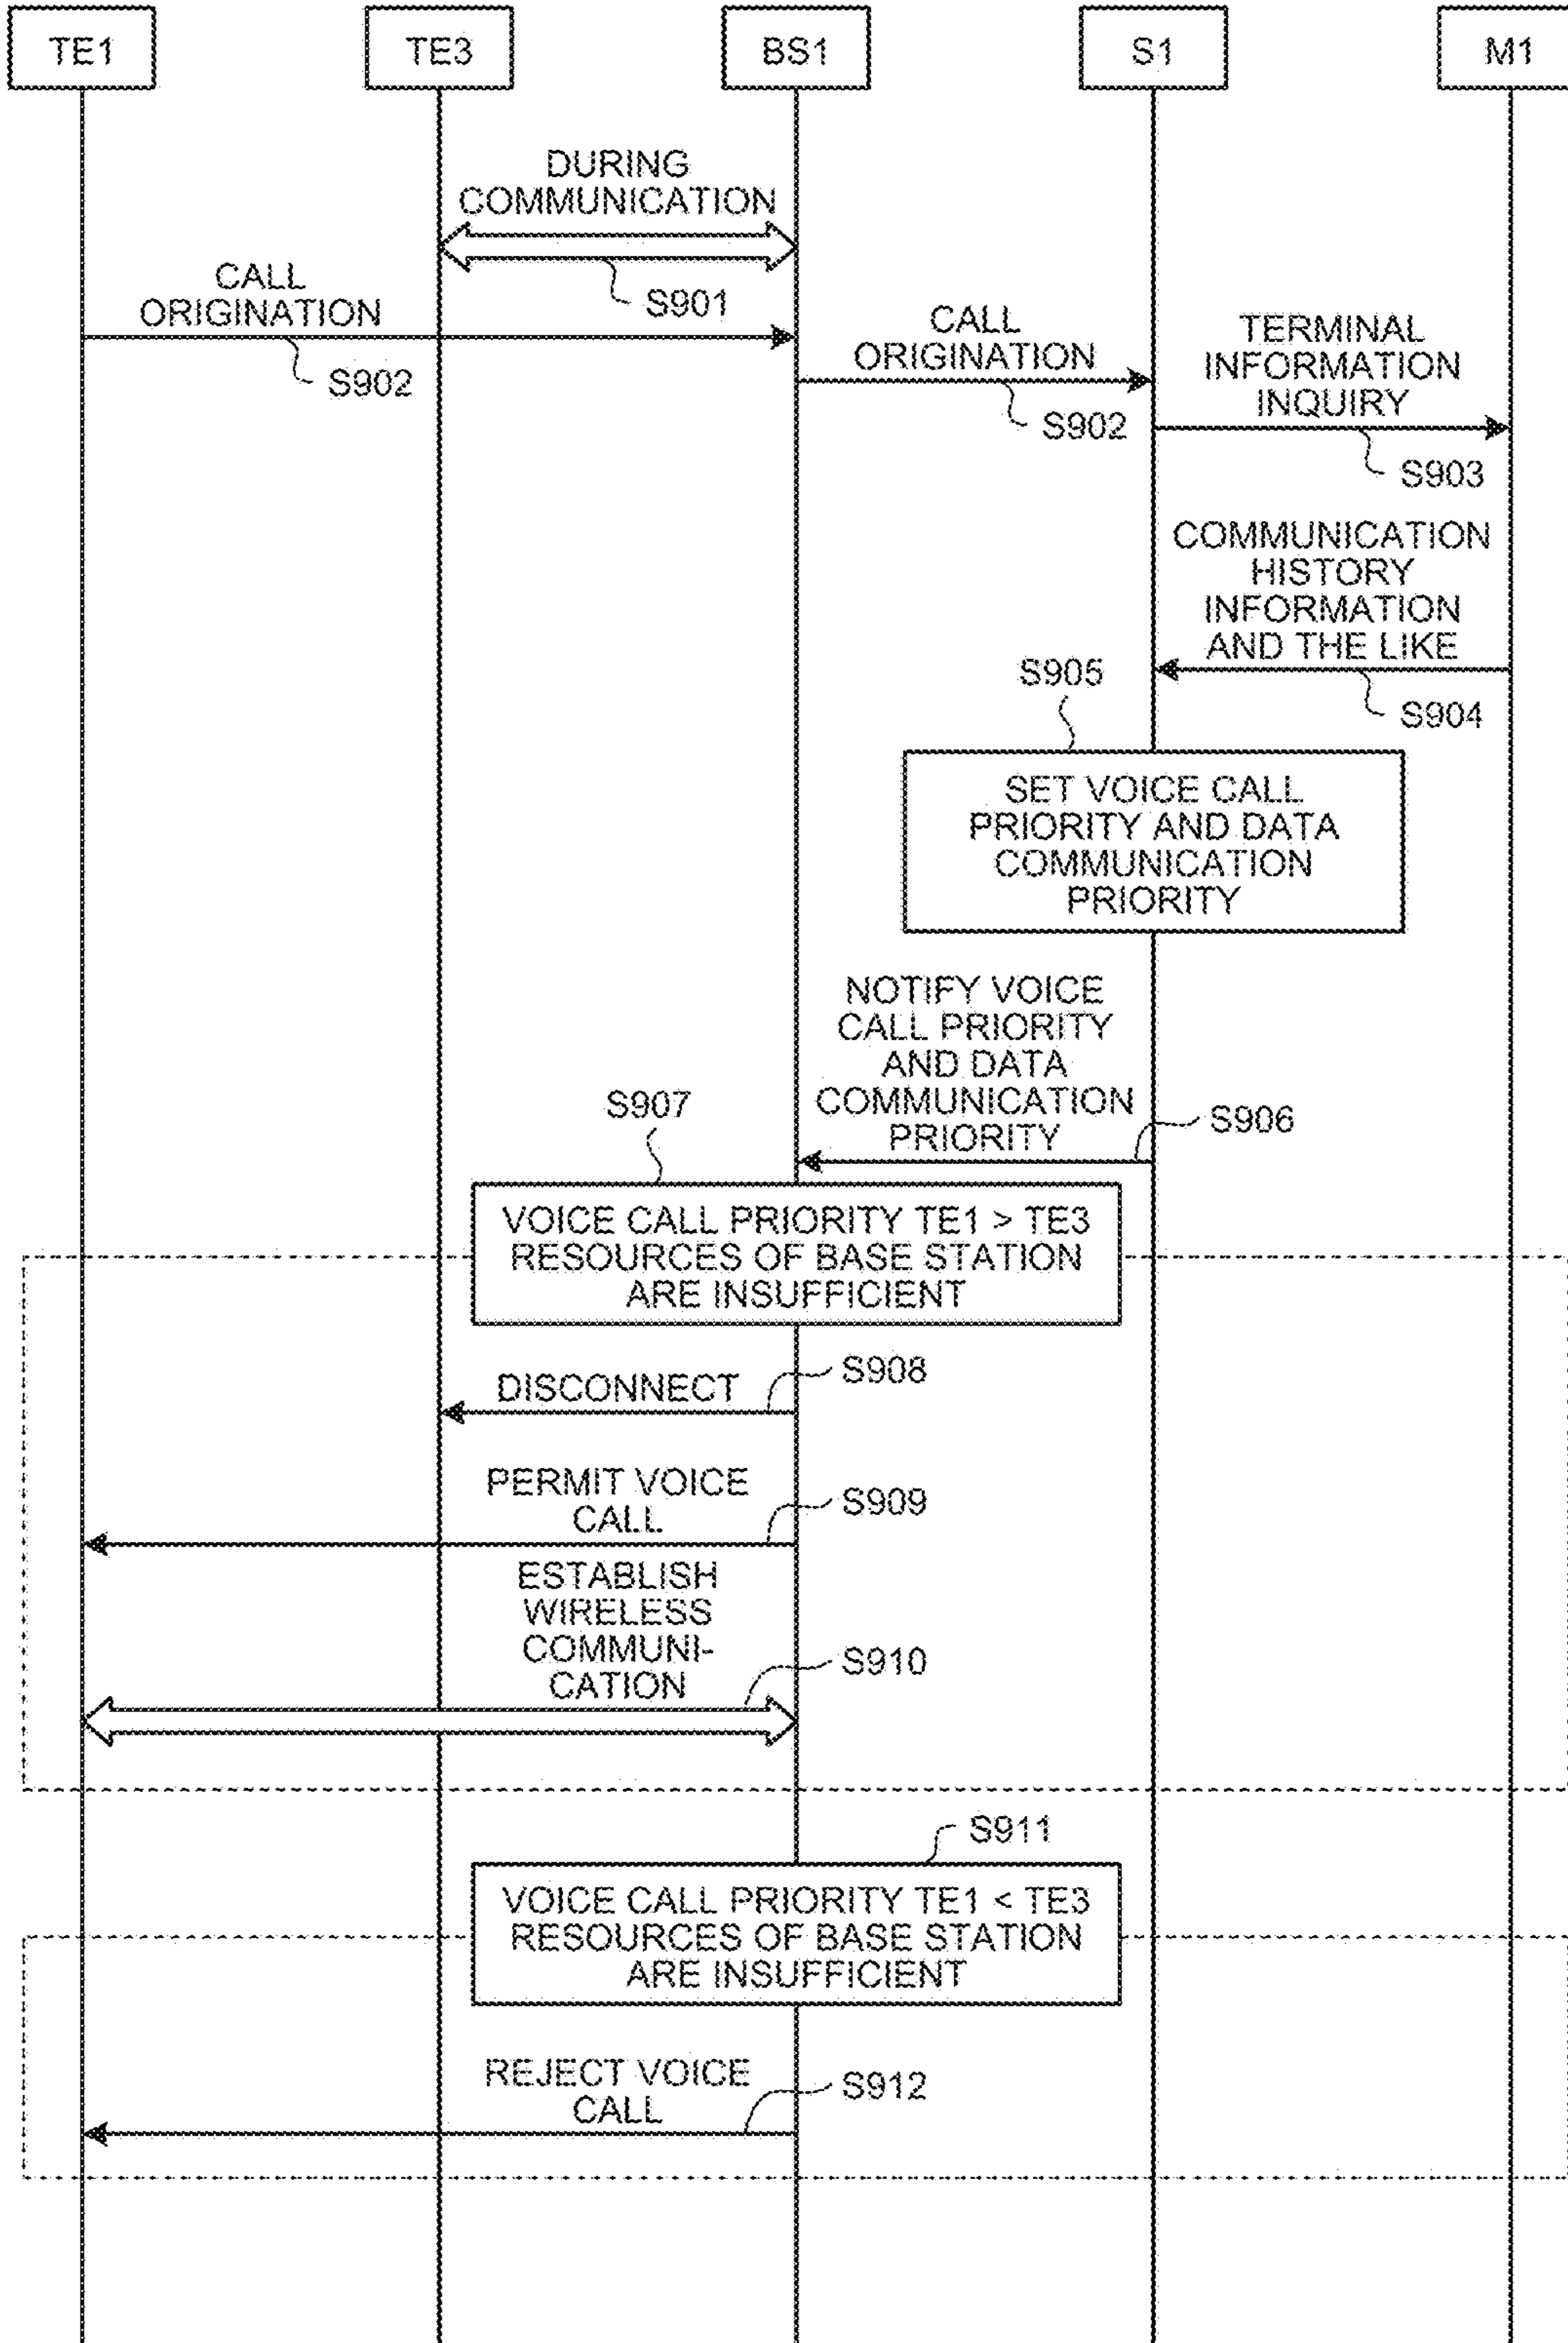 TE1
TE3
BS1
S1
M1
DURING
COMMUNICATION
S901
CALL
ORIGINATION
S902
CALL
ORIGINATION
S902
TERMINAL
INFORMATION
INQUIRY
S903
COMMUNICATION
HISTORY
INFORMATION
AND THE LIKE
S904
S905
SET VOICE CALL
PRIORITY AND DATA
COMMUNICATION
PRIORITY
NOTIFY VOICE
CALL PRIORITY
AND DATA
COMMUNICATION
PRIORITY
S906
S907
VOICE CALL PRIORITY TE1 > TE3
RESOURCES OF BASE STATION
ARE INSUFFICIENT
DISCONNECT
S908
PERMIT VOICE
CALL
S909
ESTABLISH
WIRELESS
COMMUNI-
CATION
S910
S911
VOICE CALL PRIORITY TE1 < TE3
RESOURCES OF BASE STATION
ARE INSUFFICIENT
REJECT VOICE
CALL
S912